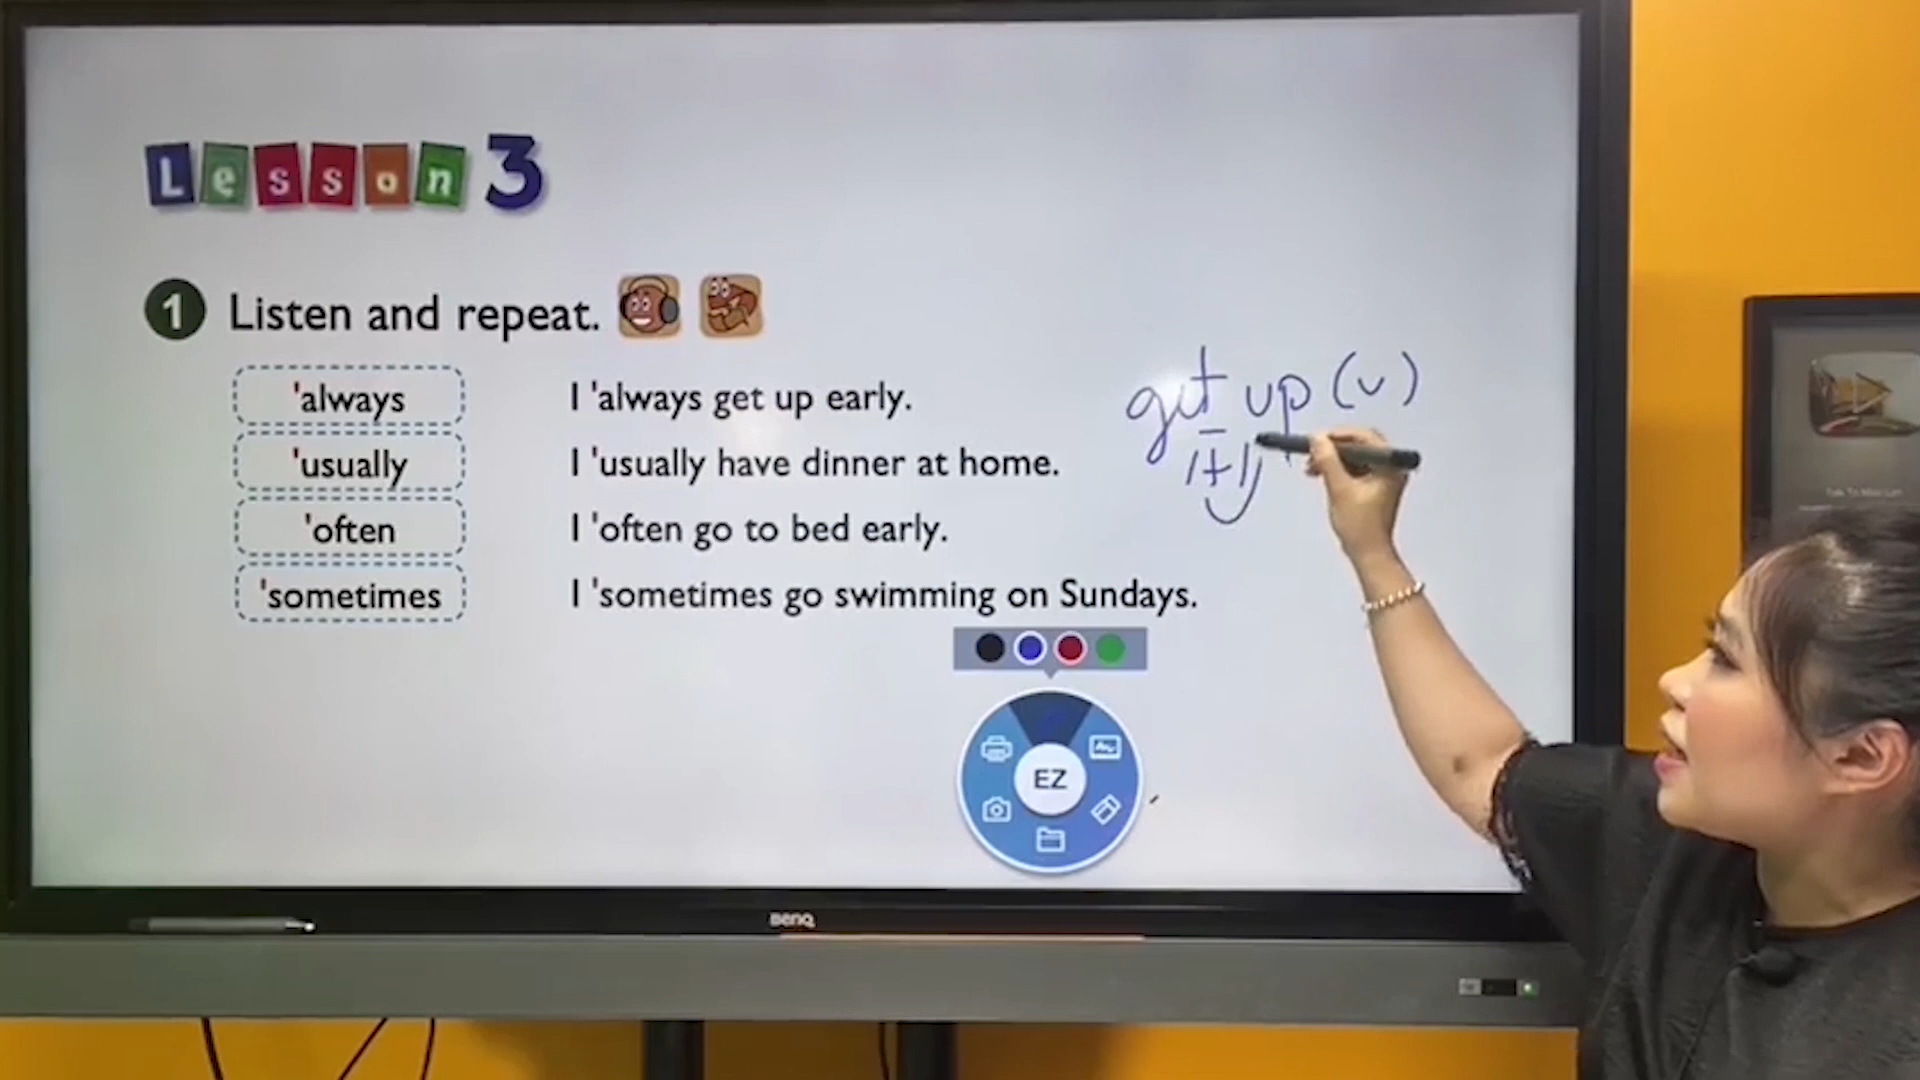 Lesson 3
1 Listen and repeat.
'always I 'always get up early.
'usually I 'usually have dinner at home.
'often I 'often go to bed early.
'sometimes I 'sometimes go swimming on Sundays.
get up (v)
/t/
EZ
BenQ